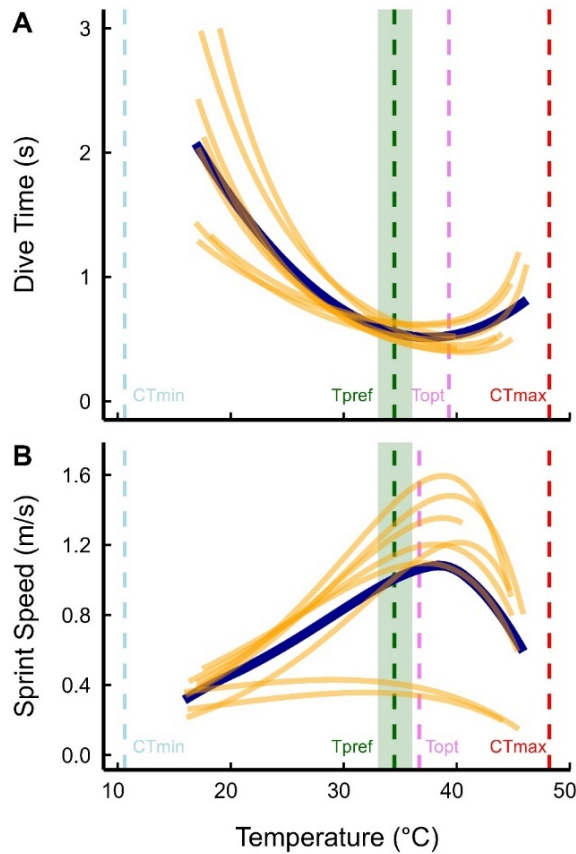 A
Dive Time (s)
3
2
1
0
CTmin
Tpref
Topt
CTmax
B
Sprint Speed (m/s)
1.6
1.2
0.8
0.4
0.0
CTmin
Tpref
Topt
CTmax
10
20
30
40
50
Temperature (°C)